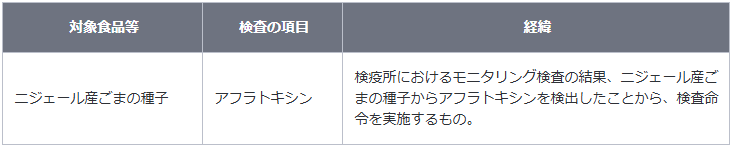 対象食品等
検査の項目
経緯
ニジェール産ごまの種子
アフラトキシン
検疫所におけるモニタリング検査の結果、ニジェール産ご
まの種子からアフラトキシンを検出したことから、検査命
令を実施するもの。